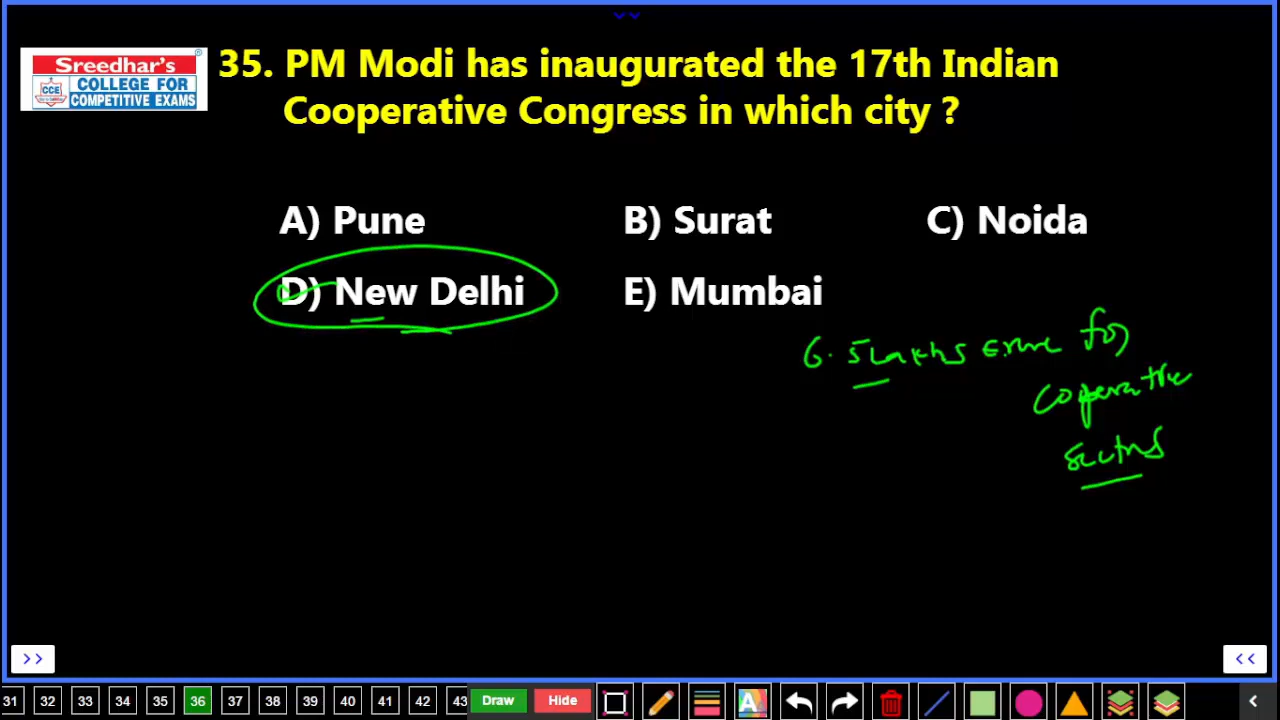 Sreedhar's
CCE
COLLEGE FOR
COMPETITIVE EXAMS
35. PM Modi has inaugurated the 17th Indian
Cooperative Congress in which city ?
A) Pune B) Surat C) Noida
D) New Delhi E) Mumbai
6.5 Lakhs for
cooperative
sectors
>> <<
31 32 33 34 35 36 37 38 39 40 41 42 43 Draw Hide A <